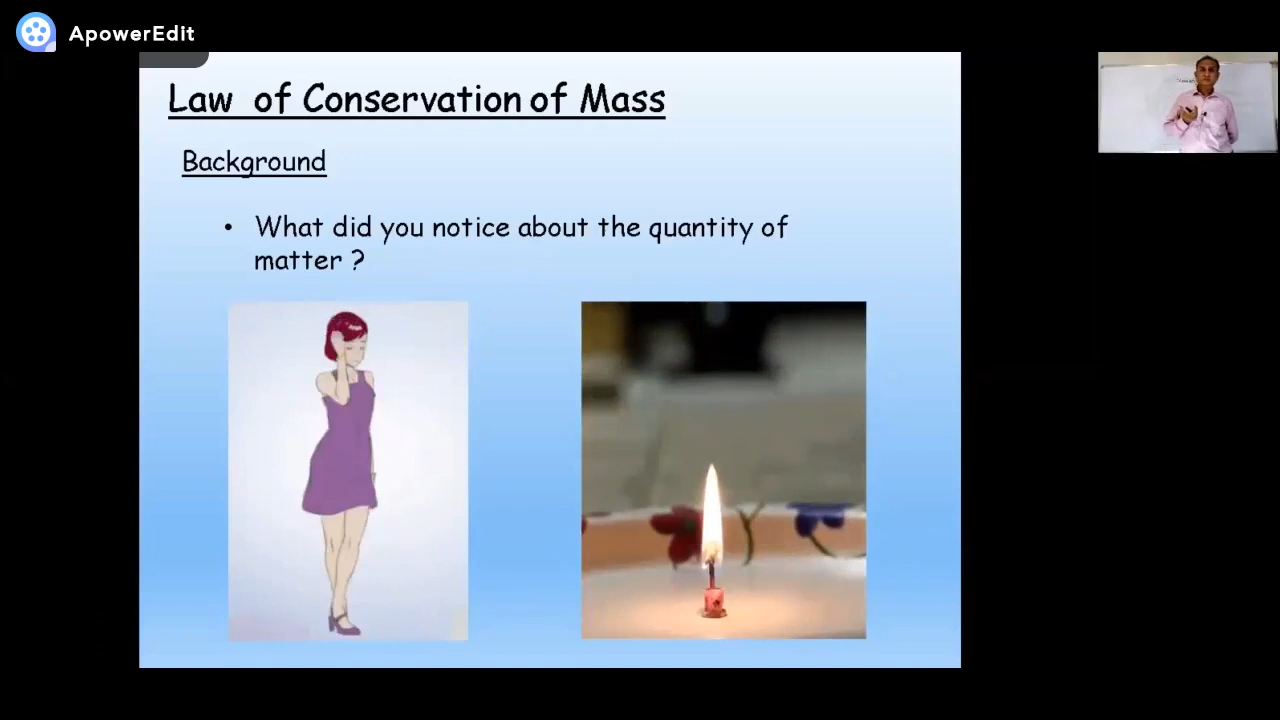 ApowerEdit
Law of Conservation of Mass
Background
• What did you notice about the quantity of
matter ?